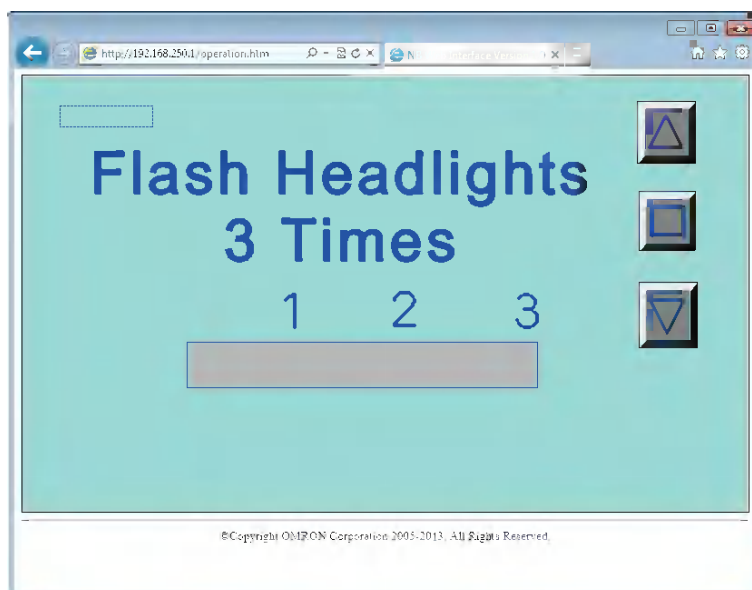 http://192.168.250.1/operation.htm
Flash Headlights
3 Times
1 2 3
©Copyright OMRON Corporation 2005-2013. All Rights Reserved.